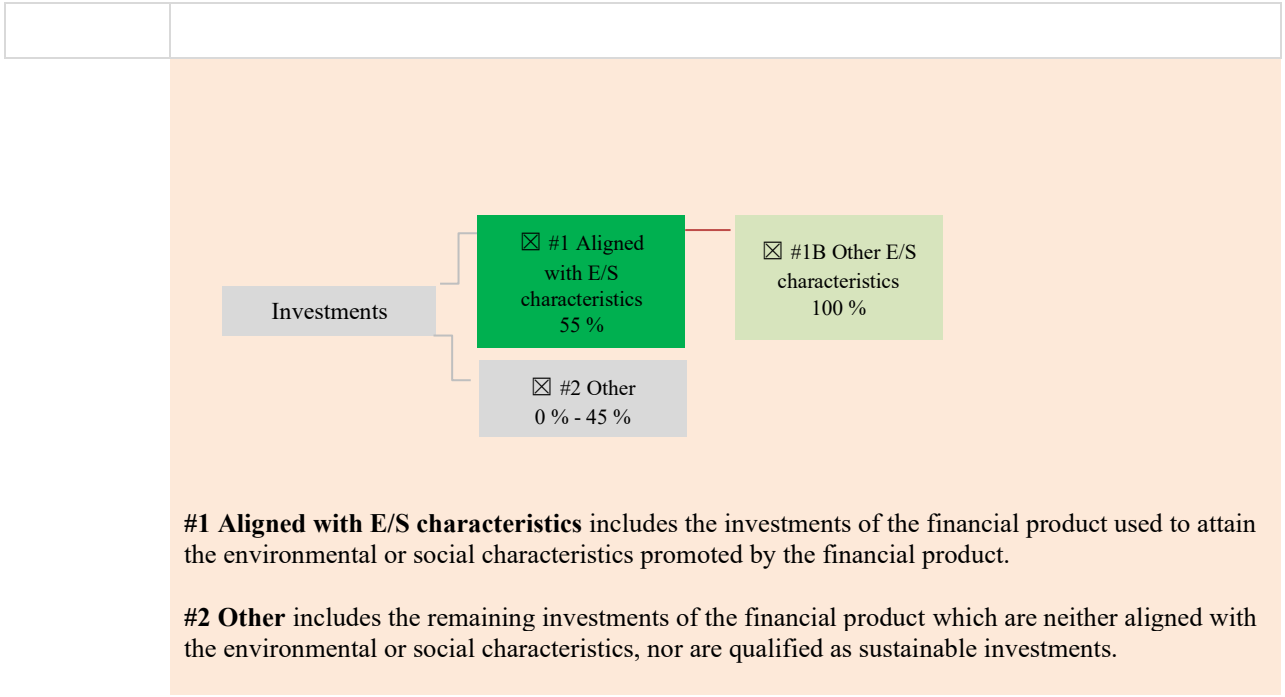 ☒ #1 Aligned
with E/S
characteristics
55 %
☒ #1B Other E/S
characteristics
100 %
Investments
☒ #2 Other
0 % - 45 %
#1 Aligned with E/S characteristics includes the investments of the financial product used to attain
the environmental or social characteristics promoted by the financial product.
#2 Other includes the remaining investments of the financial product which are neither aligned with
the environmental or social characteristics, nor are qualified as sustainable investments.